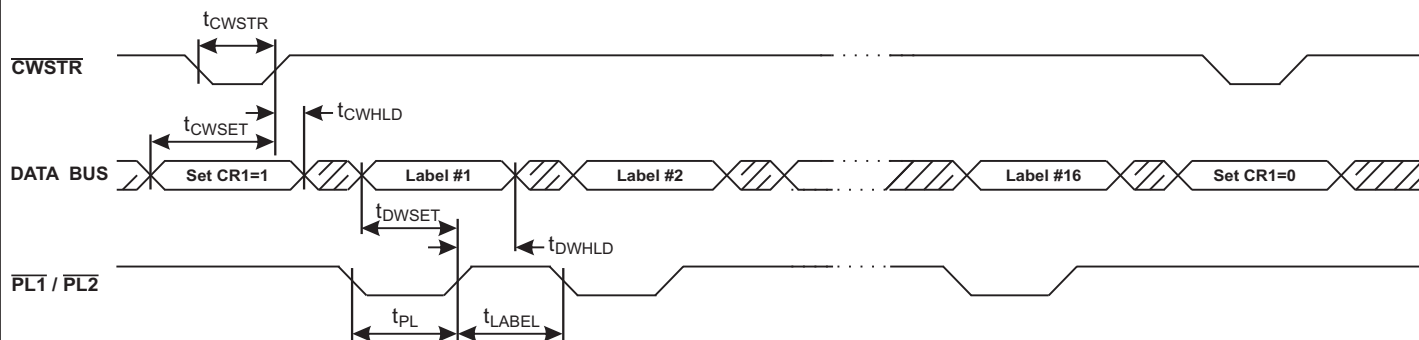 tCWSTR
CWSTR
tCWSET
tCWHLD
DATA BUS
Set CR1=1
Label #1
Label #2
Label #16
Set CR1=0
tDWSET
tDWHLD
PL1 / PL2
tPL
tLABEL